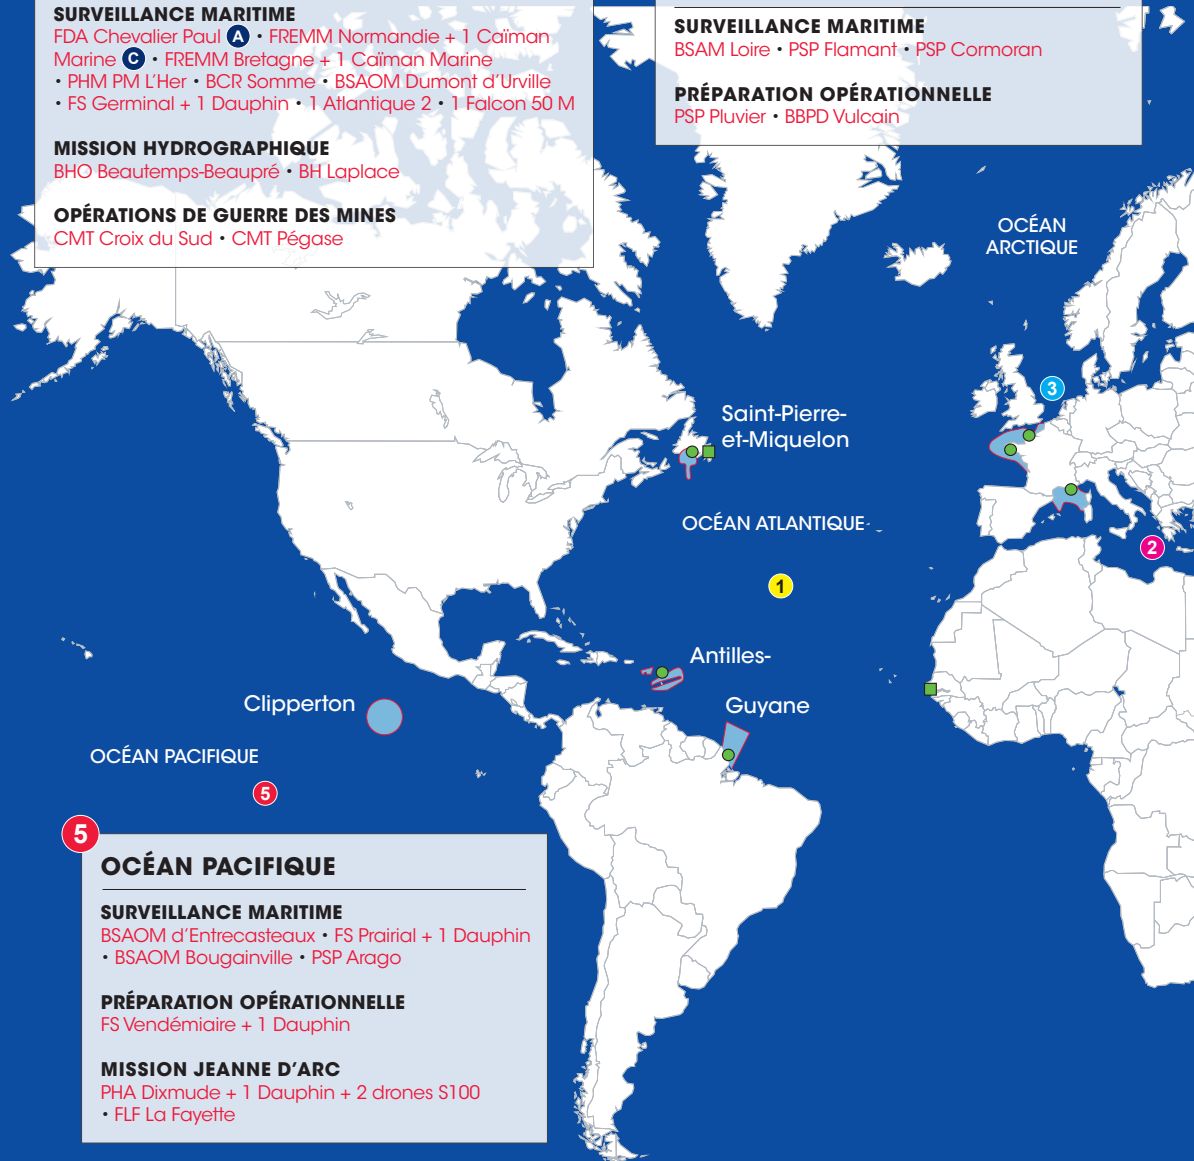 SURVEILLANCE MARITIME
FDA Chevalier Paul A • FREMM Normandie + 1 Caïman
Marine C • FREMM Bretagne + 1 Caïman Marine
• PHM PM L'Her • BCR Somme • BSAOM Dumont d'Urville
• FS Germinal + 1 Dauphin • 1 Atlantique 2 • 1 Falcon 50 M
MISSION HYDROGRAPHIQUE
BHO Beautemps-Beaupré • BH Laplace
OPÉRATIONS DE GUERRE DES MINES
CMT Croix du Sud • CMT Pégase
SURVEILLANCE MARITIME
BSAM Loire • PSP Flamant • PSP Cormoran
PRÉPARATION OPÉRATIONNELLE
PSP Pluvier • BBPD Vulcain
OCÉAN
ARCTIQUE
3
Saint-Pierre-
et-Miquelon
OCÉAN ATLANTIQUE
2
1
Antilles-
Clipperton
Guyane
OCÉAN PACIFIQUE
5
5
OCÉAN PACIFIQUE
SURVEILLANCE MARITIME
BSAOM d'Entrecasteaux • FS Prairial + 1 Dauphin
• BSAOM Bougainville • PSP Arago
PRÉPARATION OPÉRATIONNELLE
FS Vendémiaire + 1 Dauphin
MISSION JEANNE D'ARC
PHA Dixmude + 1 Dauphin + 2 drones S100
• FLF La Fayette